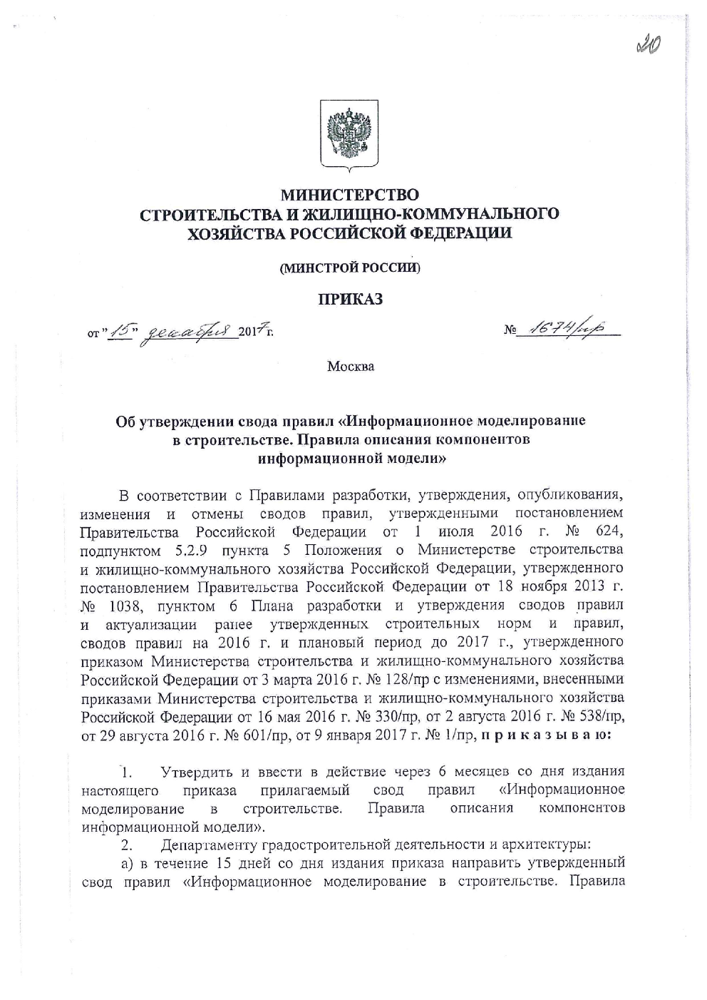 20
МИНИСТЕРСТВО
СТРОИТЕЛЬСТВА И ЖИЛИЩНО-КОММУНАЛЬНОГО
ХОЗЯЙСТВА РОССИЙСКОЙ ФЕДЕРАЦИИ
(МИНСТРОЙ РОССИИ)
ПРИКАЗ
от "15" декабря 2017 г. № 1674/пр
Москва
Об утверждении свода правил «Информационное моделирование
в строительстве. Правила описания компонентов
информационной модели»
В соответствии с Правилами разработки, утверждения, опубликования,
изменения и отмены сводов правил, утвержденными постановлением
Правительства Российской Федерации от 1 июля 2016 г. № 624,
подпунктом 5.2.9 пункта 5 Положения о Министерстве строительства
и жилищно-коммунального хозяйства Российской Федерации, утвержденного
постановлением Правительства Российской Федерации от 18 ноября 2013 г.
№ 1038, пунктом 6 Плана разработки и утверждения сводов правил
и актуализации ранее утвержденных строительных норм и правил,
сводов правил на 2016 г. и плановый период до 2017 г., утвержденного
приказом Министерства строительства и жилищно-коммунального хозяйства
Российской Федерации от 3 марта 2016 г. № 128/пр с изменениями, внесенными
приказами Министерства строительства и жилищно-коммунального хозяйства
Российской Федерации от 16 мая 2016 г. № 330/пр, от 2 августа 2016 г. № 538/пр,
от 29 августа 2016 г. № 601/пр, от 9 января 2017 г. № 1/пр, п р и к а з ы в а ю:
1. Утвердить и ввести в действие через 6 месяцев со дня издания
настоящего приказа прилагаемый свод правил «Информационное
моделирование в строительстве. Правила описания компонентов
информационной модели».
2. Департаменту градостроительной деятельности и архитектуры:
а) в течение 15 дней со дня издания приказа направить утвержденный
свод правил «Информационное моделирование в строительстве. Правила